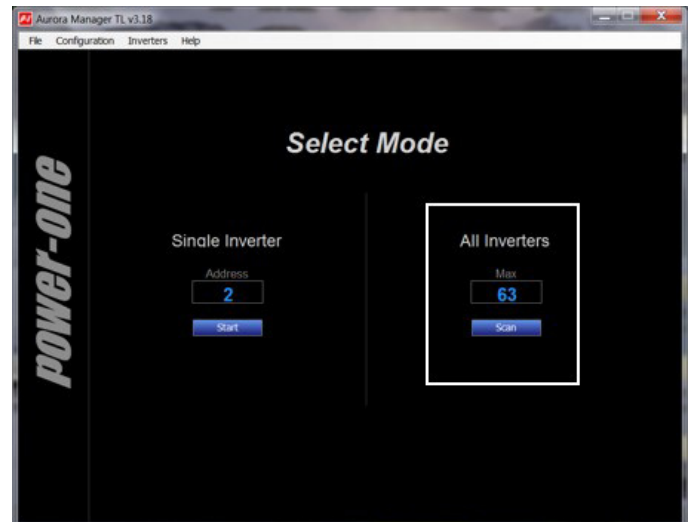 Aurora Manager TL v3.18
File Configuration Inverters Help
power-one
Select Mode
Single Inverter
Address
2
Start
All Inverters
Max
63
Scan